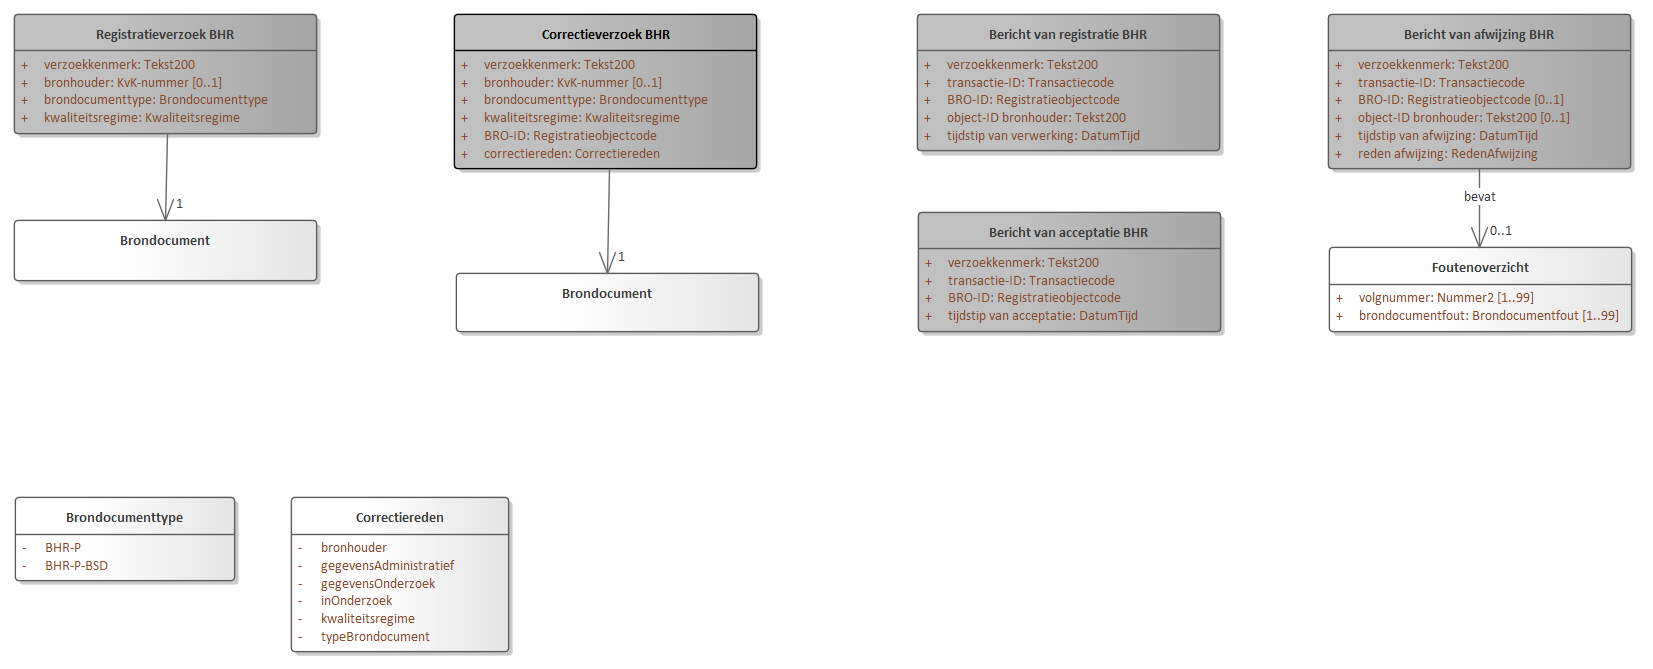 Registratieverzoek BHR
+ verzoekkenmerk: Tekst200
+ bronhouder: KvK-nummer [0..1]
+ brondocumenttype: Brondocumenttype
+ kwaliteitsregime: Kwaliteitsregime
1
Brondocument
Correctieverzoek BHR
+ verzoekkenmerk: Tekst200
+ bronhouder: KvK-nummer [0..1]
+ brondocumenttype: Brondocumenttype
+ kwaliteitsregime: Kwaliteitsregime
+ BRO-ID: Registratieobjectcode
+ correctiereden: Correctiereden
1
Brondocument
Bericht van registratie BHR
+ verzoekkenmerk: Tekst200
+ transactie-ID: Transactiecode
+ BRO-ID: Registratieobjectcode
+ object-ID bronhouder: Tekst200
+ tijdstip van verwerking: DatumTijd
Bericht van acceptatie BHR
+ verzoekkenmerk: Tekst200
+ transactie-ID: Transactiecode
+ BRO-ID: Registratieobjectcode
+ tijdstip van acceptatie: DatumTijd
Bericht van afwijzing BHR
+ verzoekkenmerk: Tekst200
+ transactie-ID: Transactiecode
+ BRO-ID: Registratieobjectcode [0..1]
+ object-ID bronhouder: Tekst200 [0..1]
+ tijdstip van afwijzing: DatumTijd
+ reden afwijzing: RedenAfwijzing
bevat
0..1
Foutenoverzicht
+ volgnummer: Nummer2 [1..99]
+ brondocumentfout: Brondocumentfout [1..99]
Brondocumenttype
- BHR-P
- BHR-P-BSD
Correctiereden
- bronhouder
- gegevensAdministratief
- gegevensOnderzoek
- inOnderzoek
- kwaliteitsregime
- typeBrondocument